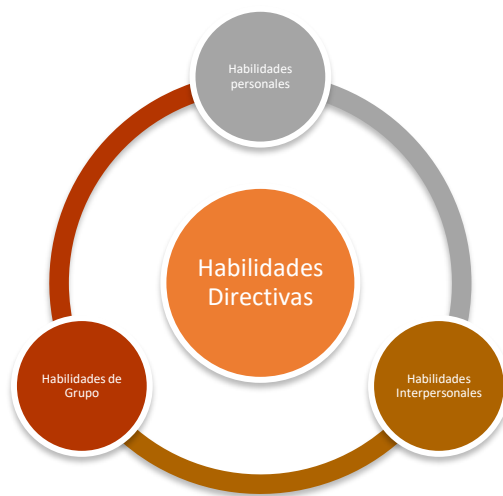 Habilidades
personales
Habilidades
Directivas
Habilidades de
Grupo
Habilidades
Interpersonales